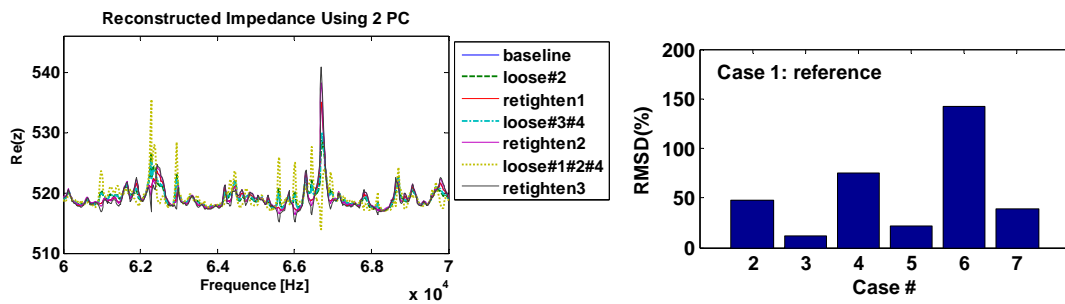 Reconstructed Impedance Using 2 PC
540
530
520
510
Re(z)
6
6.2
6.4
6.6
6.8
7
Frequence [Hz]
x 10^4
baseline
loose#2
retighten1
loose#3#4
retighten2
loose#1#2#4
retighten3
Case 1: reference
200
150
100
50
0
RMSD(%)
2
3
4
5
6
7
Case #